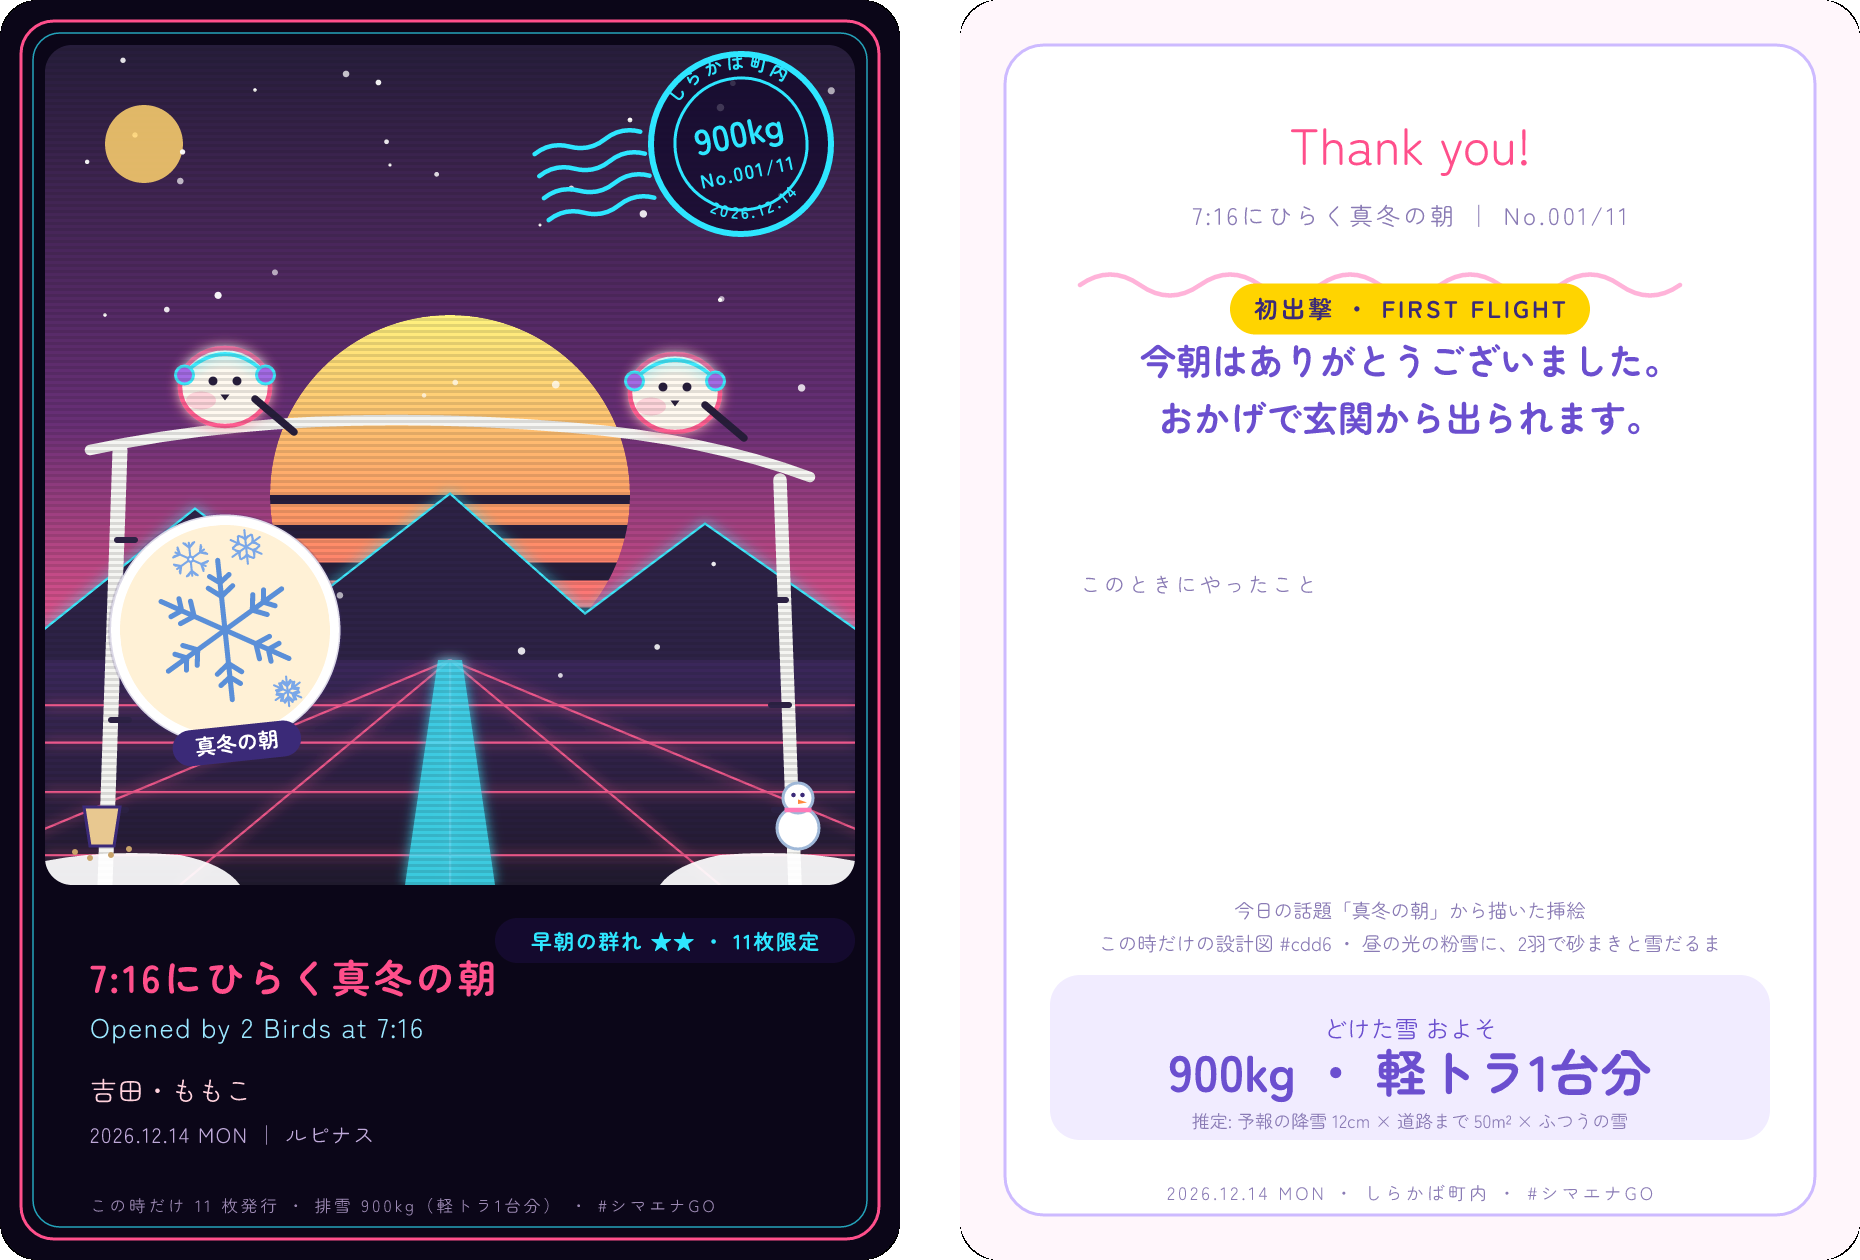 しらかば町内
900kg
No.001/11
2026.12.14
真冬の朝
早朝の群れ ★★ ・ 11枚限定
7:16にひらく真冬の朝
Opened by 2 Birds at 7:16
吉田・ももこ
2026.12.14 MON ｜ ルピナス
この時だけ 11 枚発行 ・ 排雪 900kg（軽トラ1台分） ・ #シマエナGO
Thank you!
7:16にひらく真冬の朝 ｜ No.001/11
初出撃 ・ FIRST FLIGHT
今朝はありがとうございました。
おかげで玄関から出られます。
このときにやったこと
今日の話題「真冬の朝」から描いた挿絵
この時だけの設計図 #cdd6 ・ 昼の光の粉雪に、2羽で砂まきと雪だるま
どけた雪 およそ
900kg ・ 軽トラ1台分
推定: 予報の降雪 12cm × 道路まで 50m² × ふつうの雪
2026.12.14 MON ・ しらかば町内 ・ #シマエナGO